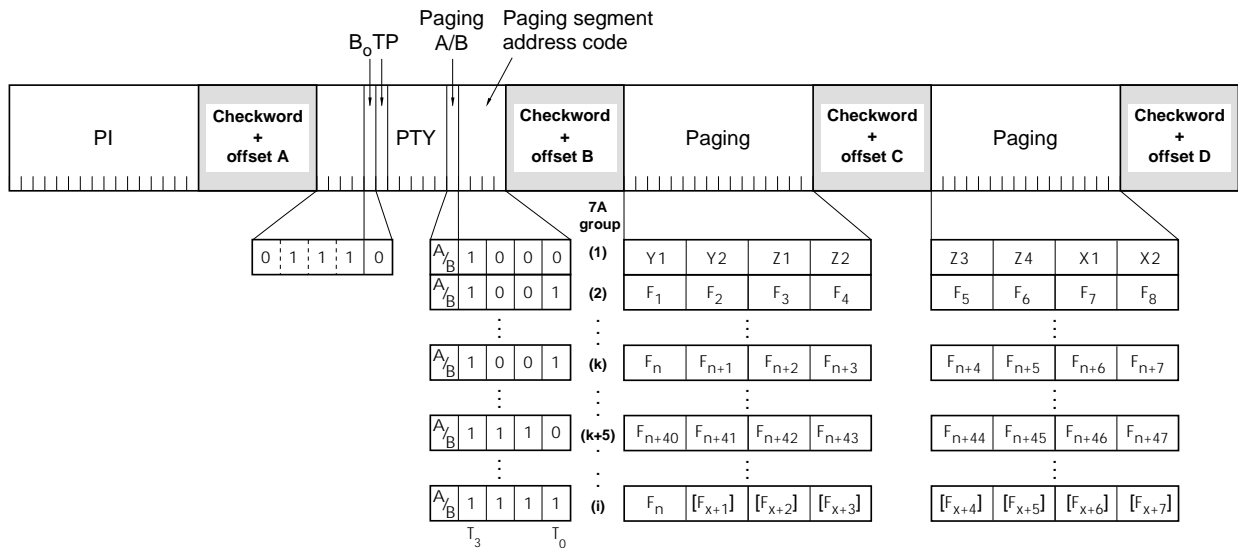 Paging A/B
Paging segment address code
BₒTP
PI
Checkword + offset A
PTY
Checkword + offset B
Paging
Checkword + offset C
Paging
Checkword + offset D
7A group
0 1 1 1 0
A/B 1 0 0 0 (1) Y1 Y2 Z1 Z2 Z3 Z4 X1 X2
A/B 1 0 0 1 (2) F₁ F₂ F₃ F₄ F₅ F₆ F₇ F₈
A/B 1 0 0 1 (k) Fₙ Fₙ₊₁ Fₙ₊₂ Fₙ₊₃ Fₙ₊₄ Fₙ₊₅ Fₙ₊₆ Fₙ₊₇
A/B 1 1 1 0 (k+5) Fₙ₊₄₀ Fₙ₊₄₁ Fₙ₊₄₂ Fₙ₊₄₃ Fₙ₊₄₄ Fₙ₊₄₅ Fₙ₊₄₆ Fₙ₊₄₇
A/B 1 1 1 1 (i) Fₙ [Fₓ₊₁] [Fₓ₊₂] [Fₓ₊₃] [Fₓ₊₄] [Fₓ₊₅] [Fₓ₊₆] [Fₓ₊₇]
T₃ T₀